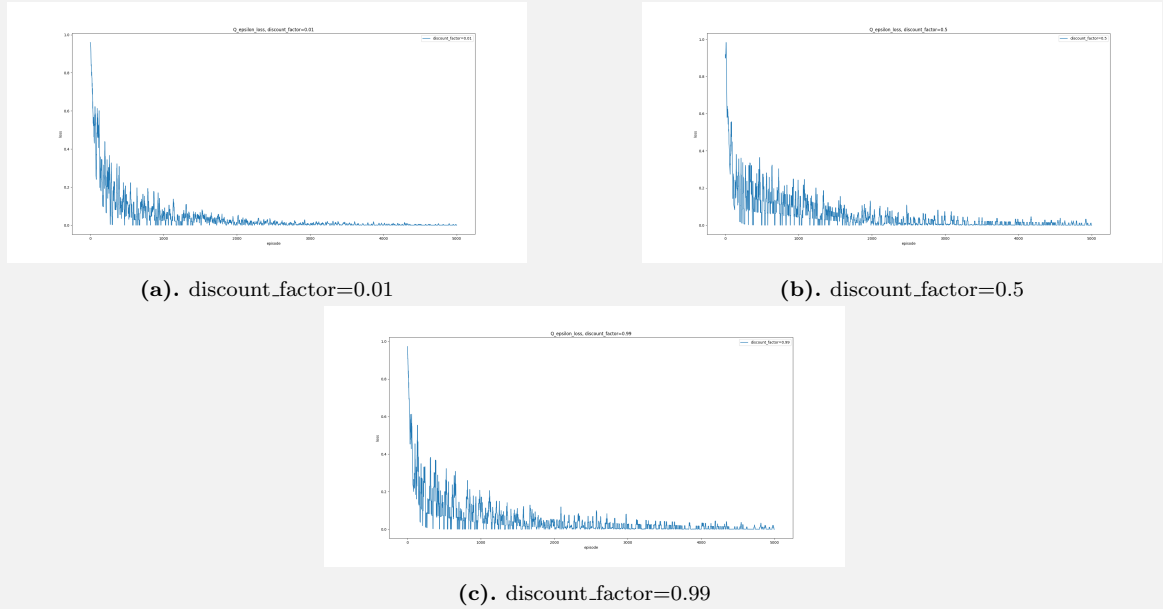 Q_epsilon_loss, discount_factor=0.01
discount_factor=0.01
1.0
0.8
0.6
0.4
0.2
0.0
loss
0 1000 2000 3000 4000 5000
episode
(a). discount_factor=0.01
Q_epsilon_loss, discount_factor=0.5
discount_factor=0.5
1.0
0.8
0.6
0.4
0.2
0.0
loss
0 1000 2000 3000 4000 5000
episode
(b). discount_factor=0.5
Q_epsilon_loss, discount_factor=0.99
discount_factor=0.99
1.0
0.8
0.6
0.4
0.2
0.0
loss
0 1000 2000 3000 4000 5000
episode
(c). discount_factor=0.99